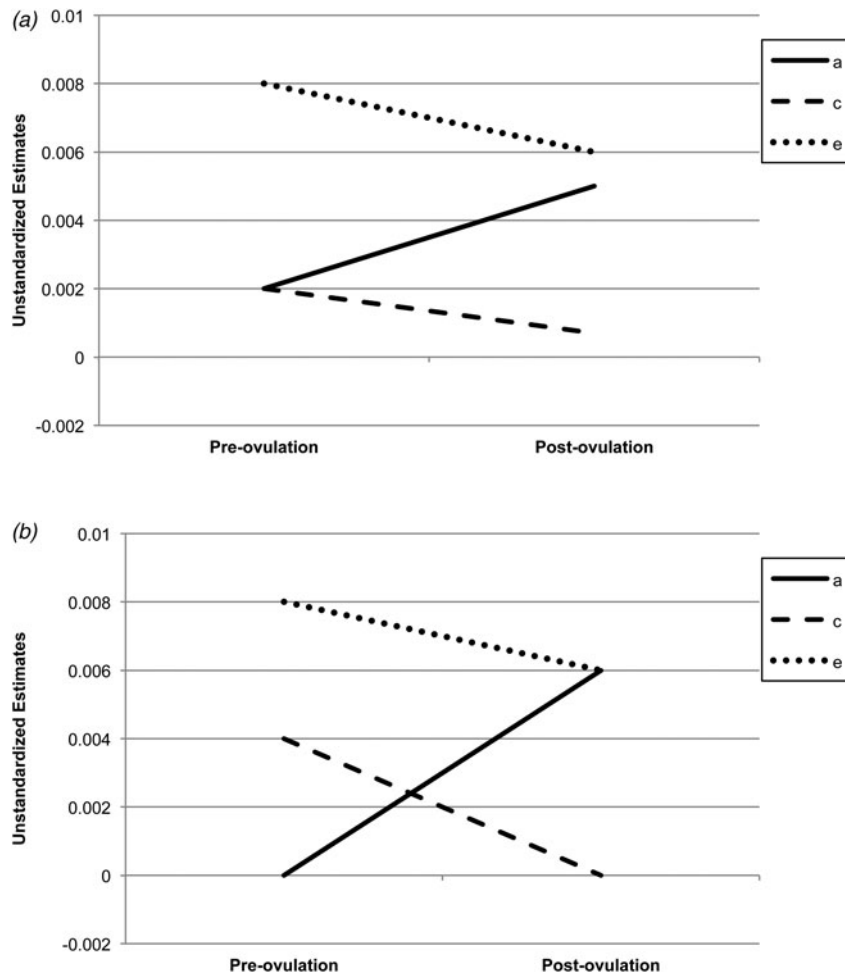 (a)
0.01
0.008
0.006
0.004
0.002
0
-0.002
Unstandardized Estimates
Pre-ovulation Post-ovulation
a
c
e
(b)
0.01
0.008
0.006
0.004
0.002
0
-0.002
Unstandardized Estimates
Pre-ovulation Post-ovulation
a
c
e